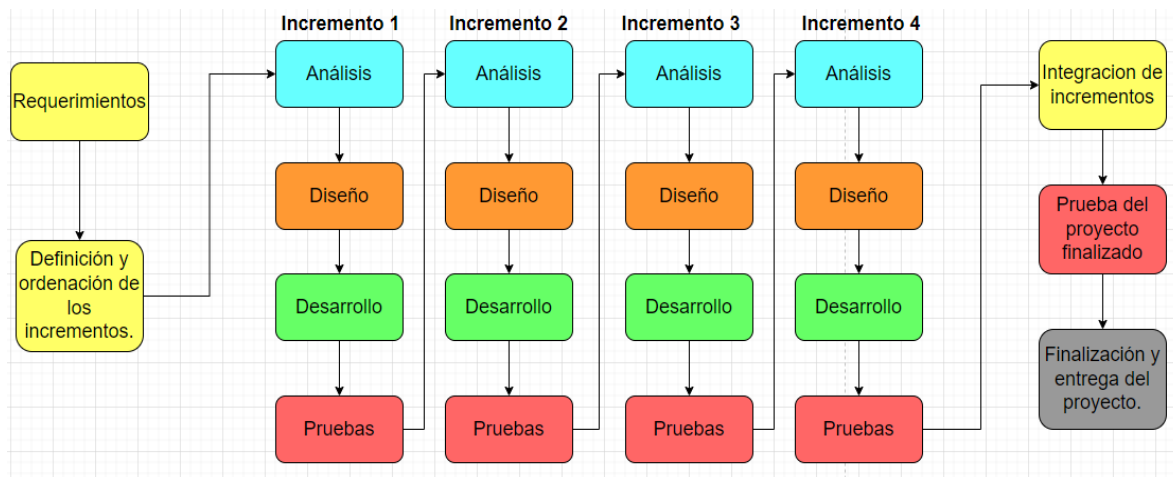 Incremento 1
Incremento 2
Incremento 3
Incremento 4
Requerimientos
Definición y
ordenación de
los
incrementos.
Análisis
Diseño
Desarrollo
Pruebas
Análisis
Diseño
Desarrollo
Pruebas
Análisis
Diseño
Desarrollo
Pruebas
Análisis
Diseño
Desarrollo
Pruebas
Integracion de
incrementos
Prueba del
proyecto
finalizado
Finalización y
entrega del
proyecto.